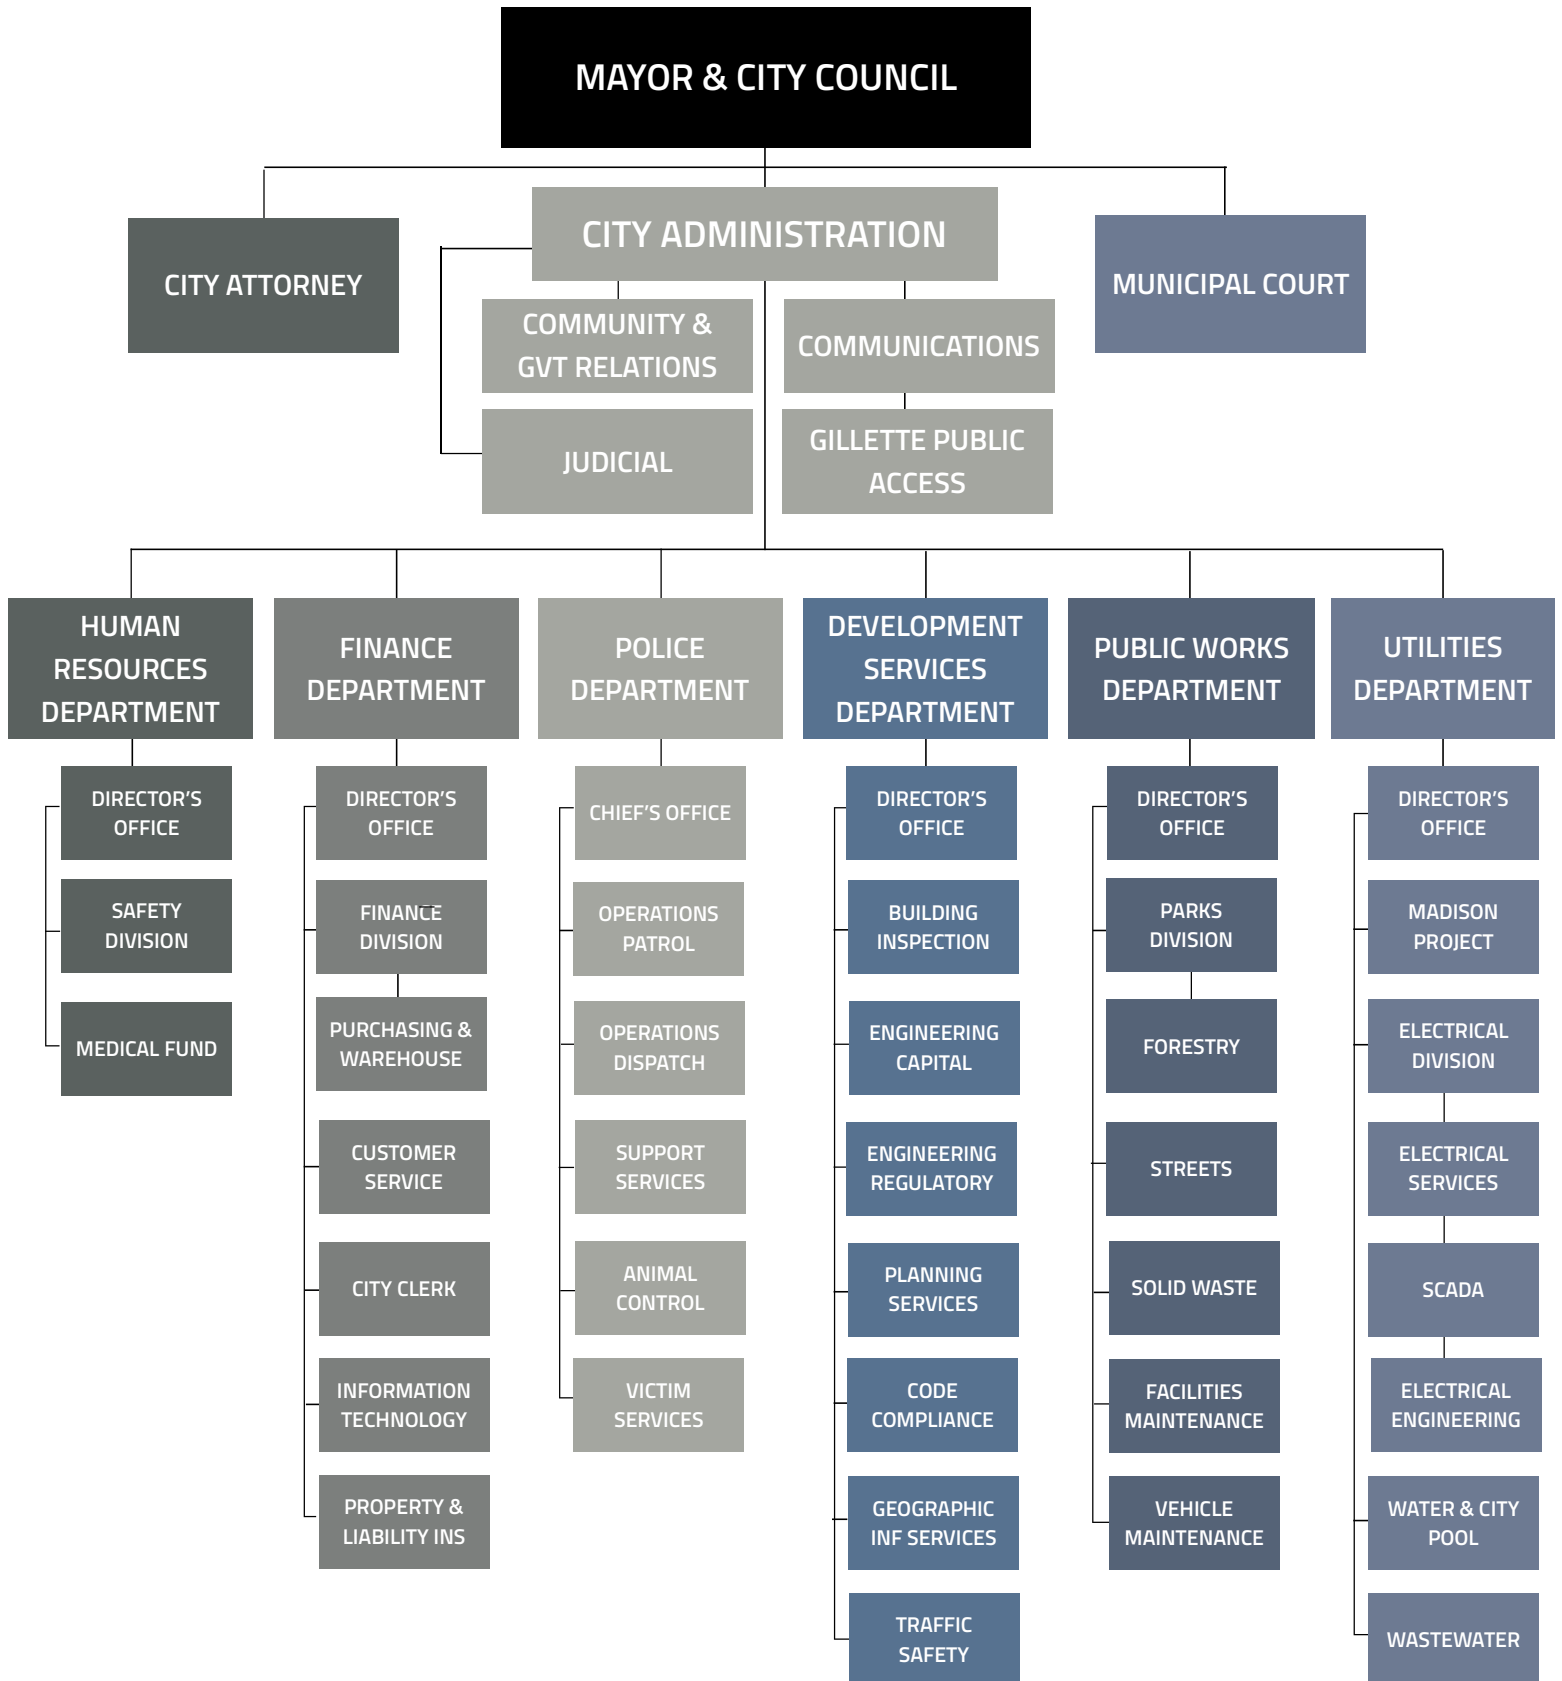 MAYOR & CITY COUNCIL
CITY ADMINISTRATION
CITY ATTORNEY
MUNICIPAL COURT
COMMUNITY &
GVT RELATIONS
COMMUNICATIONS
JUDICIAL
GILLETTE PUBLIC
ACCESS
HUMAN
RESOURCES
DEPARTMENT
FINANCE
DEPARTMENT
POLICE
DEPARTMENT
DEVELOPMENT
SERVICES
DEPARTMENT
PUBLIC WORKS
DEPARTMENT
UTILITIES
DEPARTMENT
DIRECTOR'S
OFFICE
SAFETY
DIVISION
MEDICAL FUND
DIRECTOR'S
OFFICE
FINANCE
DIVISION
PURCHASING &
WAREHOUSE
CUSTOMER
SERVICE
CITY CLERK
INFORMATION
TECHNOLOGY
PROPERTY &
LIABILITY INS
CHIEF'S OFFICE
OPERATIONS
PATROL
OPERATIONS
DISPATCH
SUPPORT
SERVICES
ANIMAL
CONTROL
VICTIM
SERVICES
DIRECTOR'S
OFFICE
BUILDING
INSPECTION
ENGINEERING
CAPITAL
ENGINEERING
REGULATORY
PLANNING
SERVICES
CODE
COMPLIANCE
GEOGRAPHIC
INF SERVICES
TRAFFIC
SAFETY
DIRECTOR'S
OFFICE
PARKS
DIVISION
FORESTRY
STREETS
SOLID WASTE
FACILITIES
MAINTENANCE
VEHICLE
MAINTENANCE
DIRECTOR'S
OFFICE
MADISON
PROJECT
ELECTRICAL
DIVISION
ELECTRICAL
SERVICES
SCADA
ELECTRICAL
ENGINEERING
WATER & CITY
POOL
WASTEWATER